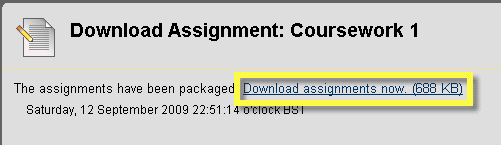 Download Assignment: Coursework 1
The assignments have been packaged Download assignments now. (688 KB)
Saturday, 12 September 2009 22:51:14 o'clock BST